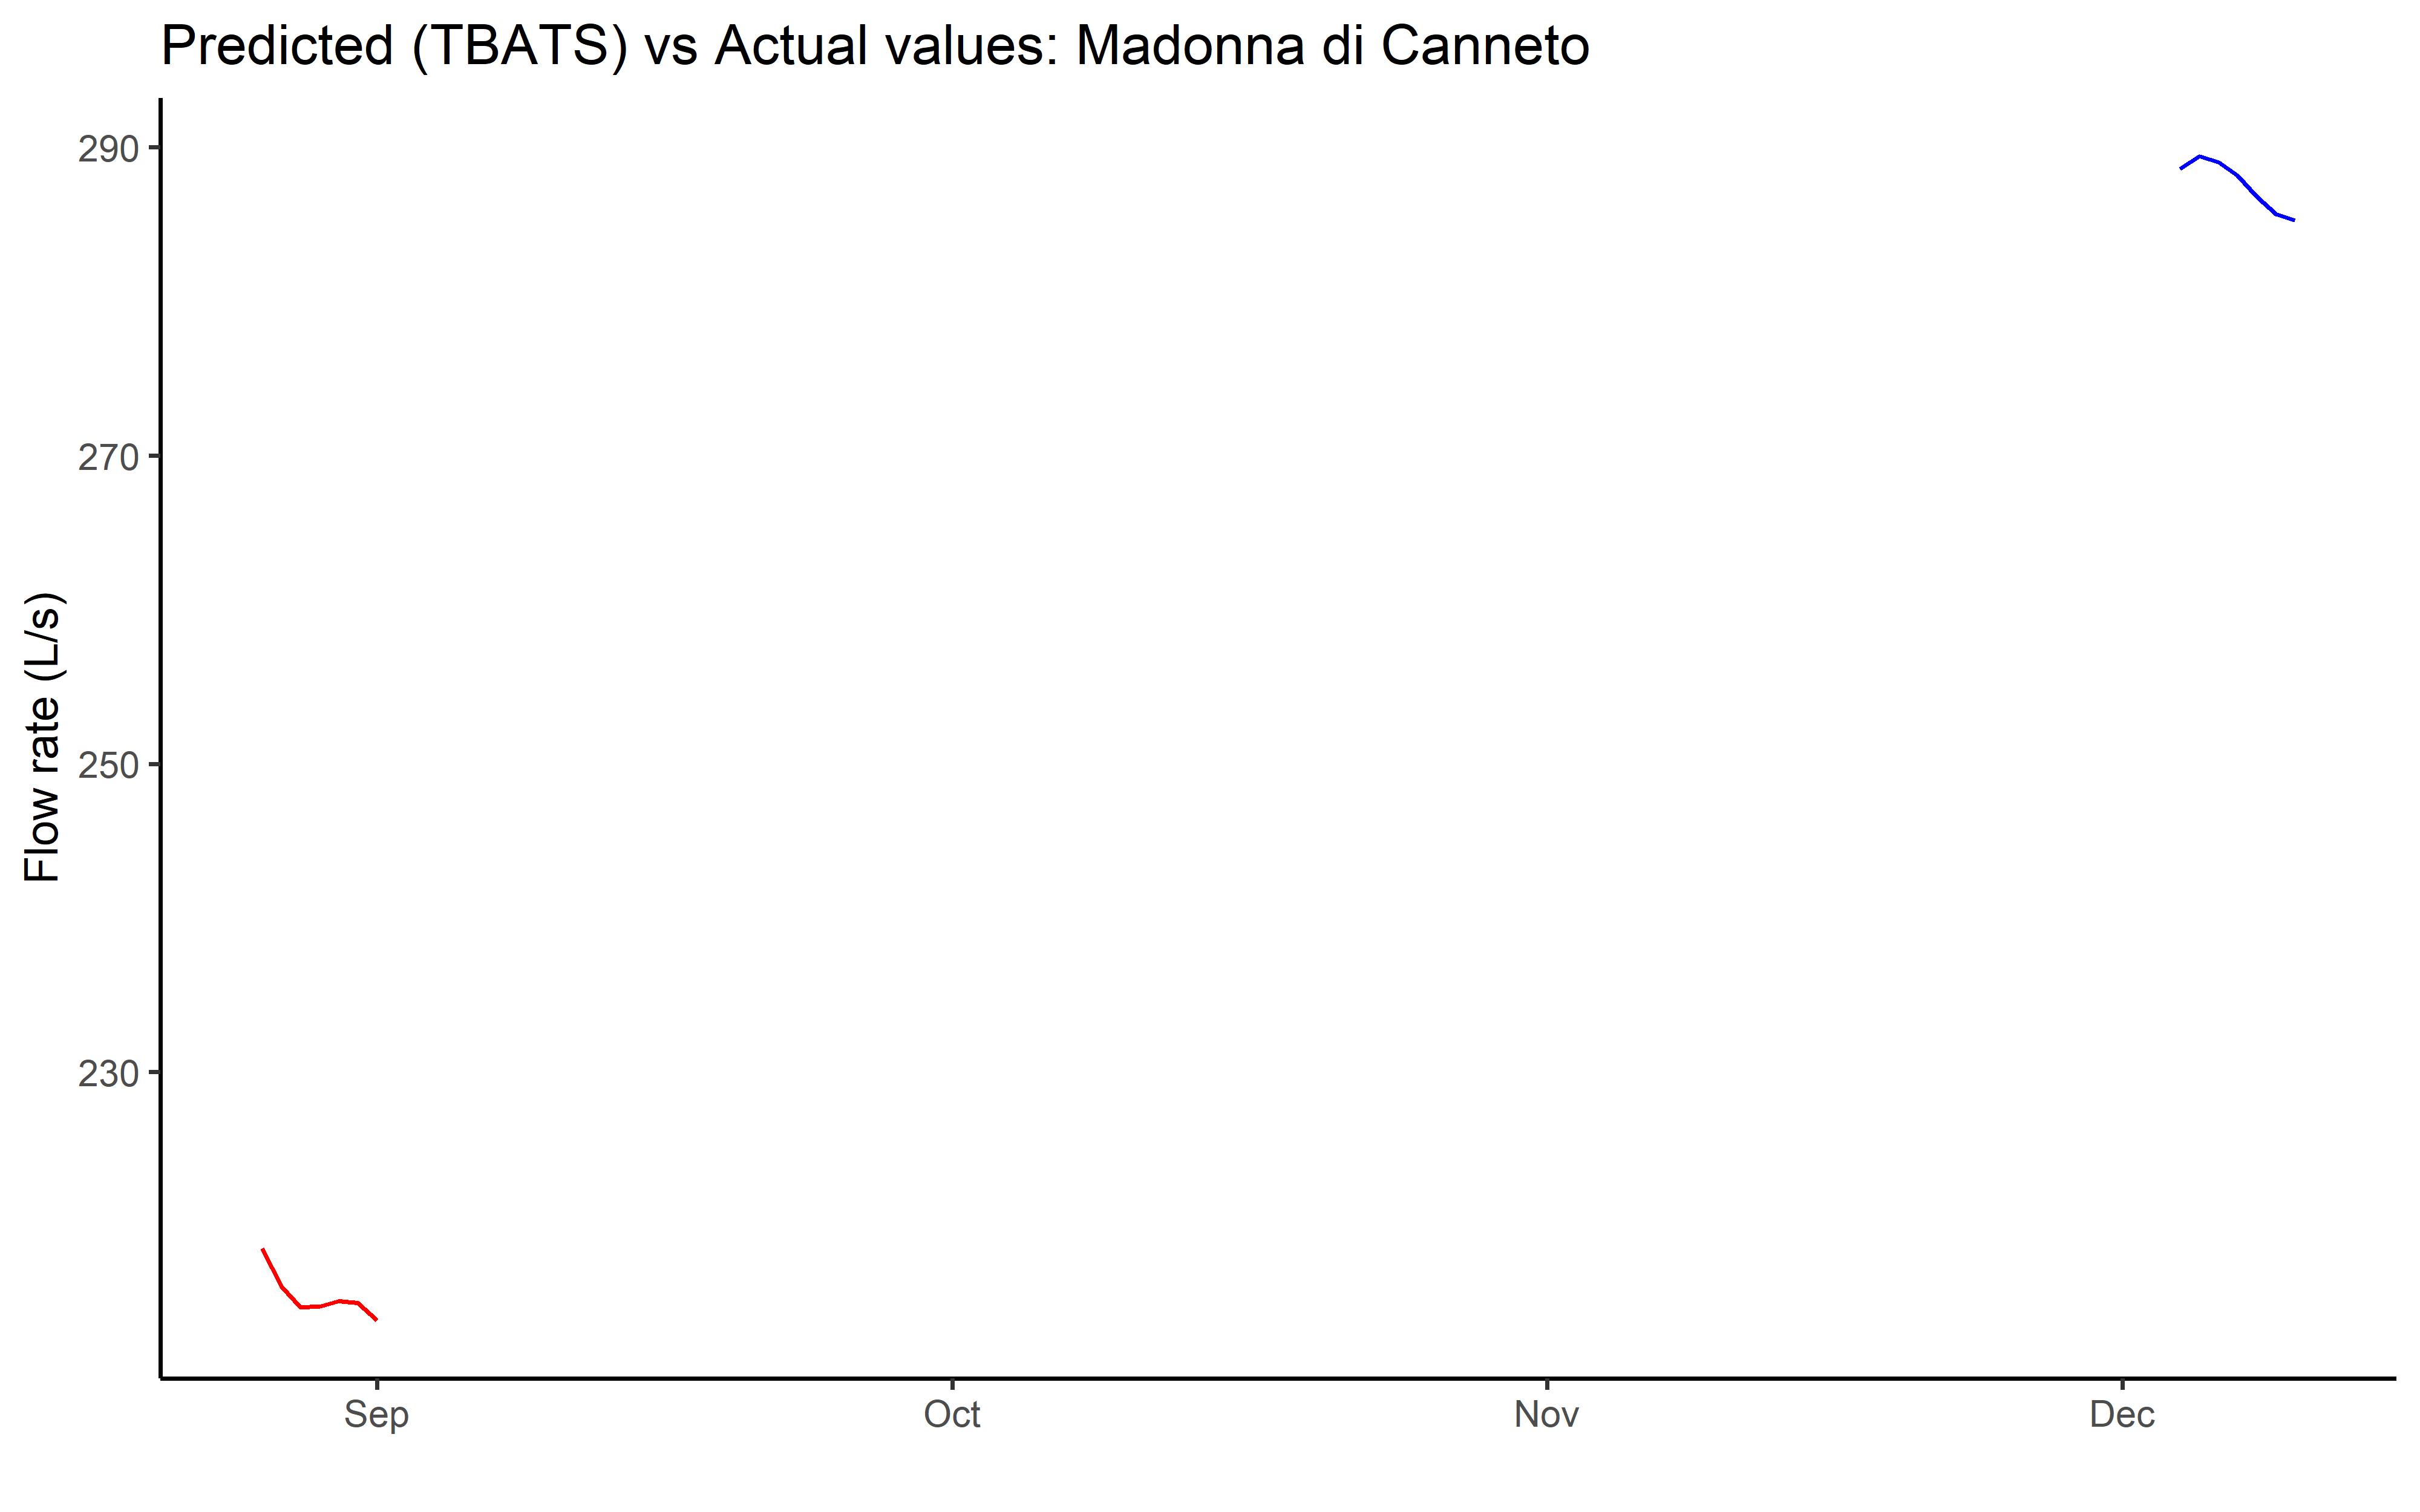 Predicted (TBATS) vs Actual values: Madonna di Canneto
290
270
250
230
Flow rate (L/s)
Sep Oct Nov Dec